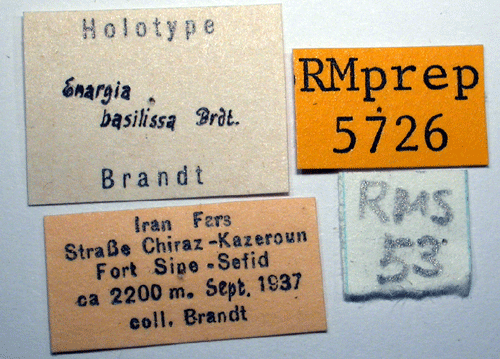 Holotype
Enargia
basilissa Brdt.
Brandt
RMprep
5726
Iran Fars
Straße Chiraz-Kazeroun
Fort Sine-Sefid
ca 2200 m. Sept. 1937
coll. Brandt
RMS
53